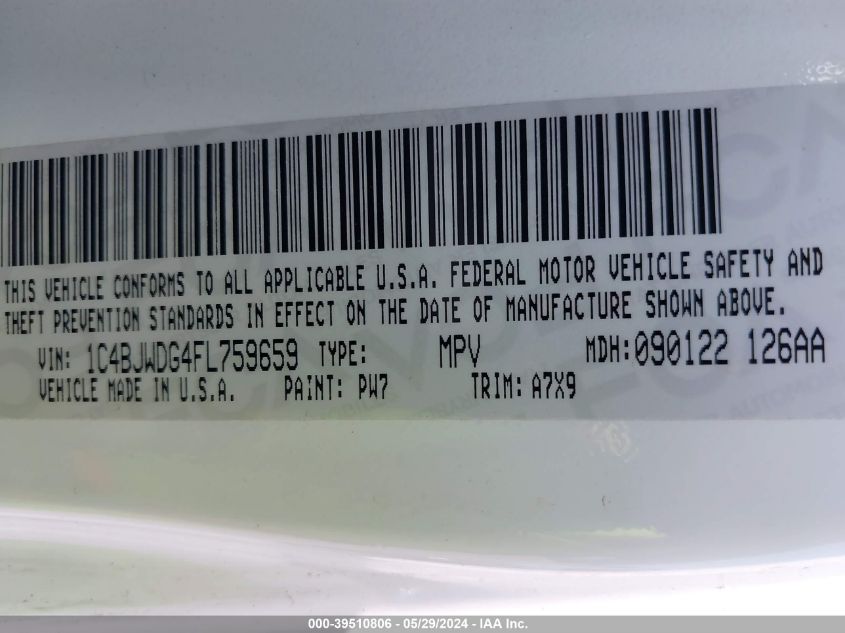 THIS VEHICLE CONFORMS TO ALL APPLICABLE U.S.A. FEDERAL MOTOR VEHICLE SAFETY AND
THEFT PREVENTION STANDARDS IN EFFECT ON THE DATE OF MANUFACTURE SHOWN ABOVE.
VIN: 1C4BJWDG4FL759659 TYPE: MPV MDH:090122 126AA
VEHICLE MADE IN U.S.A. PAINT: PW7 TRIM: A7X9
000-39510806 - 05/29/2024 - IAA Inc.